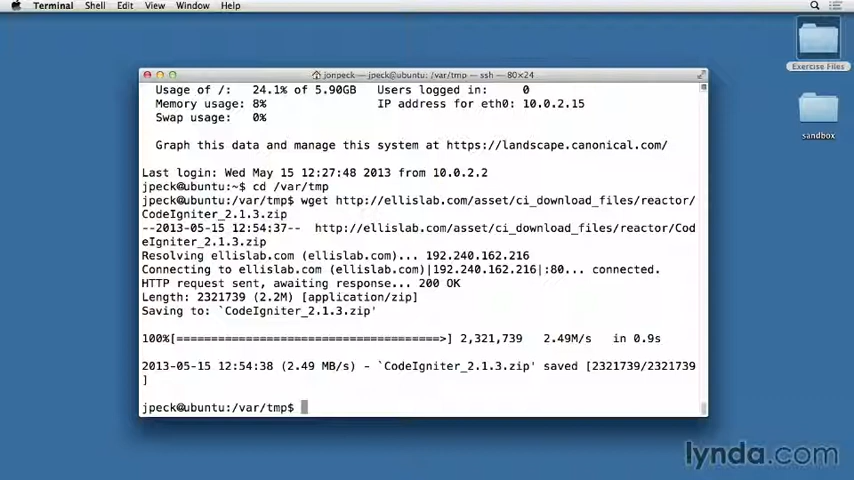 Terminal Shell Edit View Window Help
Exercise Files
sandbox
jonpeck — jpeck@ubuntu: /var/tmp — ssh — 80×24
Usage of /: 24.1% of 5.90GB Users logged in: 0
Memory usage: 8% IP address for eth0: 10.0.2.15
Swap usage: 0%
Graph this data and manage this system at https://landscape.canonical.com/
Last login: Wed May 15 12:27:48 2013 from 10.0.2.2
jpeck@ubuntu:~$ cd /var/tmp
jpeck@ubuntu:/var/tmp$ wget http://ellislab.com/asset/ci_download_files/reactor/
CodeIgniter_2.1.3.zip
--2013-05-15 12:54:37-- http://ellislab.com/asset/ci_download_files/reactor/Cod
eIgniter_2.1.3.zip
Resolving ellislab.com (ellislab.com)... 192.240.162.216
Connecting to ellislab.com (ellislab.com)|192.240.162.216|:80... connected.
HTTP request sent, awaiting response... 200 OK
Length: 2321739 (2.2M) [application/zip]
Saving to: `CodeIgniter_2.1.3.zip'
100%[======================================>] 2,321,739 2.49M/s in 0.9s
2013-05-15 12:54:38 (2.49 MB/s) - `CodeIgniter_2.1.3.zip' saved [2321739/2321739
]
jpeck@ubuntu:/var/tmp$
lynda.com